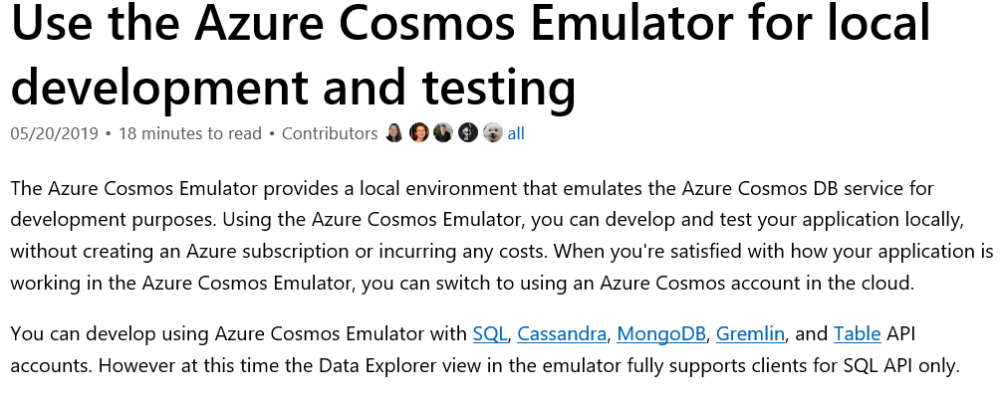 Use the Azure Cosmos Emulator for local
development and testing
05/20/2019 • 18 minutes to read • Contributors all
The Azure Cosmos Emulator provides a local environment that emulates the Azure Cosmos DB service for
development purposes. Using the Azure Cosmos Emulator, you can develop and test your application locally,
without creating an Azure subscription or incurring any costs. When you're satisfied with how your application is
working in the Azure Cosmos Emulator, you can switch to using an Azure Cosmos account in the cloud.
You can develop using Azure Cosmos Emulator with SQL, Cassandra, MongoDB, Gremlin, and Table API
accounts. However at this time the Data Explorer view in the emulator fully supports clients for SQL API only.